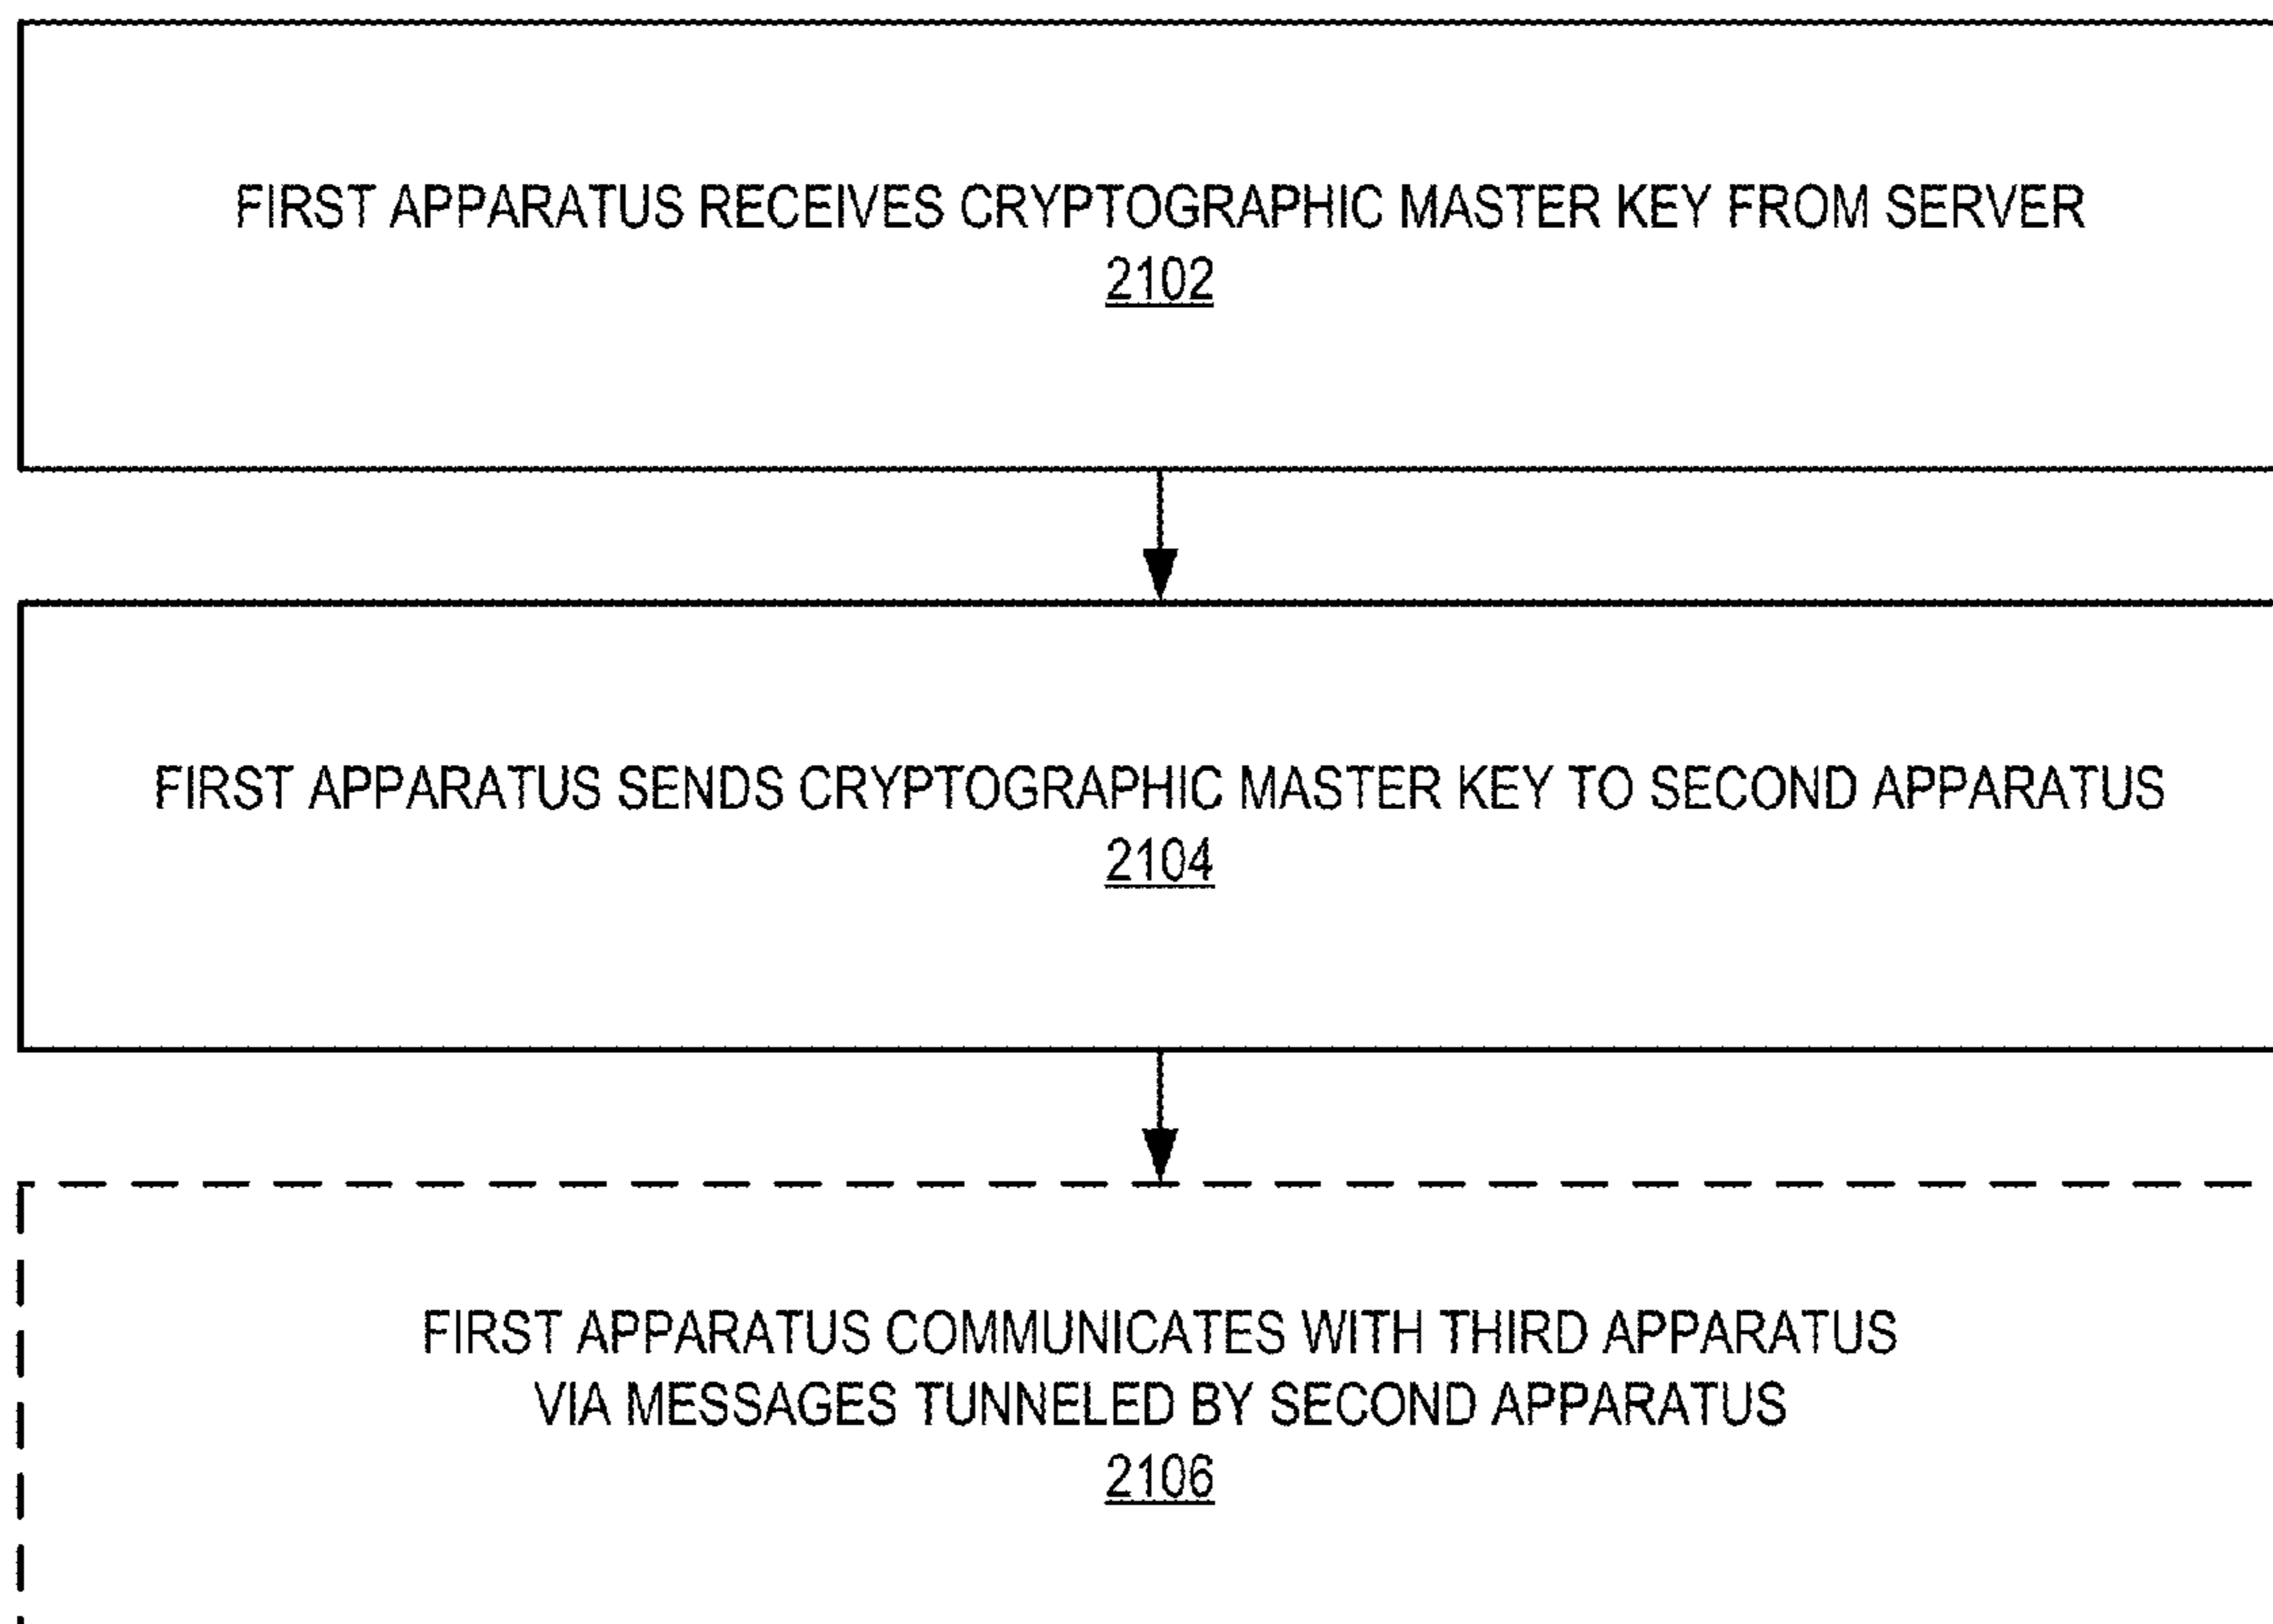 FIRST APPARATUS RECEIVES CRYPTOGRAPHIC MASTER KEY FROM SERVER
2102
FIRST APPARATUS SENDS CRYPTOGRAPHIC MASTER KEY TO SECOND APPARATUS
2104
FIRST APPARATUS COMMUNICATES WITH THIRD APPARATUS
VIA MESSAGES TUNNELED BY SECOND APPARATUS
2106